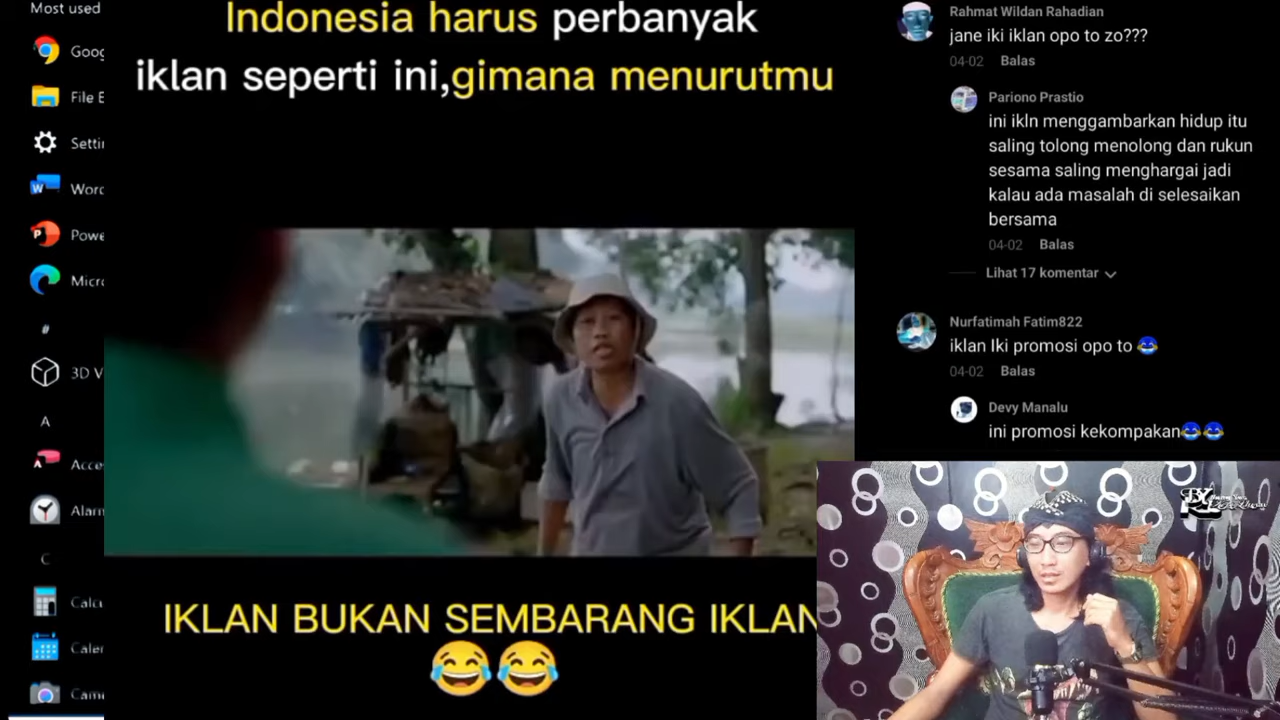 Most used
Goog
File E
Settin
Word
Powe
Micro
#
3D V
A
Acce
Alarn
C
Calcu
Caler
Came
Indonesia harus perbanyak
iklan seperti ini,gimana menurutmu
IKLAN BUKAN SEMBARANG IKLAN
😂😂
Rahmat Wildan Rahadian
jane iki iklan opo to zo???
04-02 Balas
Pariono Prastio
ini ikln menggambarkan hidup itu
saling tolong menolong dan rukun
sesama saling menghargai jadi
kalau ada masalah di selesaikan
bersama
04-02 Balas
Lihat 17 komentar
Nurfatimah Fatim822
iklan Iki promosi opo to 😂
04-02 Balas
Devy Manalu
ini promosi kekompakan😂😂